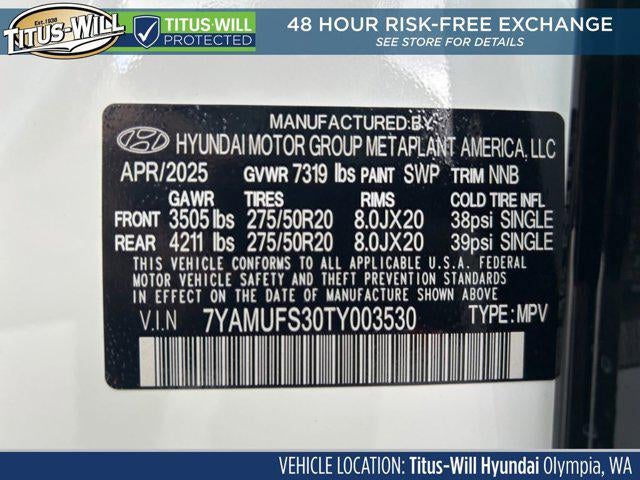 Est. 1938
TITUS-WILL
TITUS-WILL
PROTECTED
48 HOUR RISK-FREE EXCHANGE
SEE STORE FOR DETAILS
MANUFACTURED BY:
HYUNDAI MOTOR GROUP METAPLANT AMERICA, LLC
APR/2025 GVWR 7319 lbs PANT SWP TRIM NNB
GAWR TIRES RIMS COLD TIRE INFL
FRONT 3505 lbs 275/50R20 8.0JX20 38psi SINGLE
REAR 4211 lbs 275/50R20 8.0JX20 39psi SINGLE
THIS VEHICLE CONFORMS TO ALL APPLICABLE U.S.A. FEDERAL
MOTOR VEHICLE SAFETY AND THEFT PREVENTION STANDARDS
IN EFFECT ON THE DATE OF MANUFACTURE SHOWN ABOVE.
V.I.N 7YAMUFS30TY003530 TYPE: MPV
VEHICLE LOCATION: Titus-Will Hyundai Olympia, WA